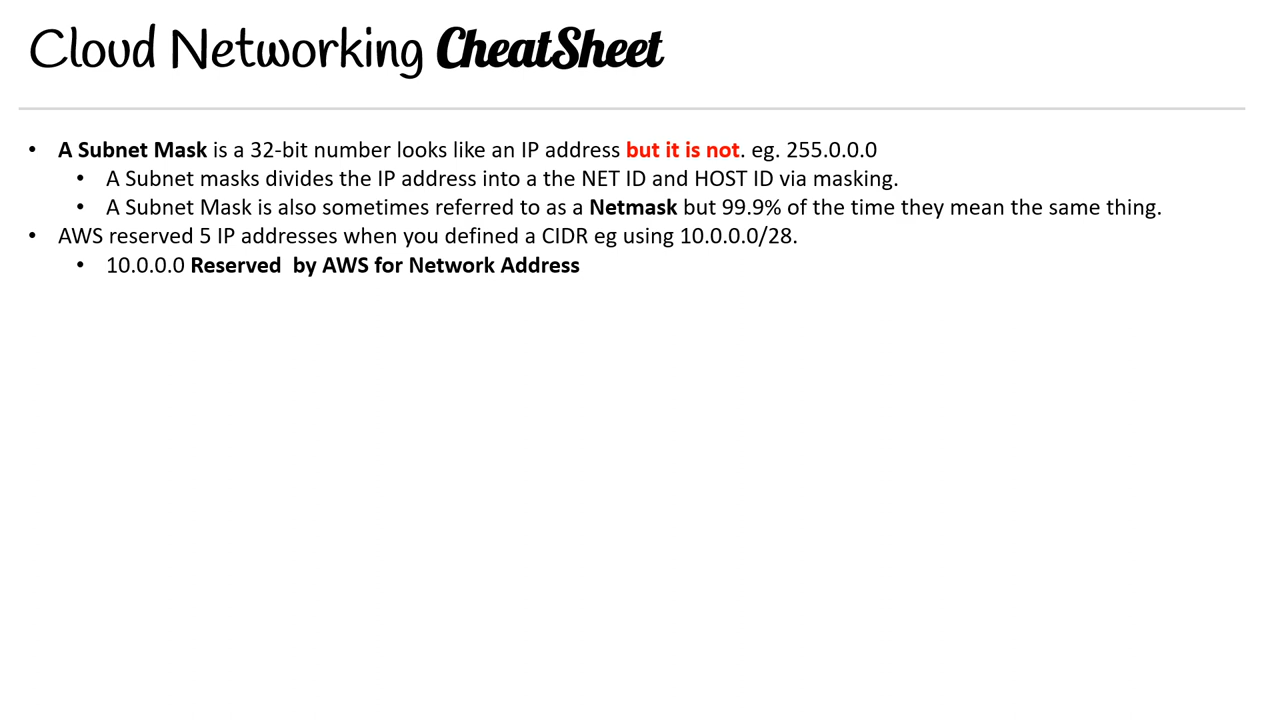 Cloud Networking CheatSheet
• A Subnet Mask is a 32-bit number looks like an IP address but it is not. eg. 255.0.0.0
• A Subnet masks divides the IP address into a the NET ID and HOST ID via masking.
• A Subnet Mask is also sometimes referred to as a Netmask but 99.9% of the time they mean the same thing.
• AWS reserved 5 IP addresses when you defined a CIDR eg using 10.0.0.0/28.
• 10.0.0.0 Reserved  by AWS for Network Address